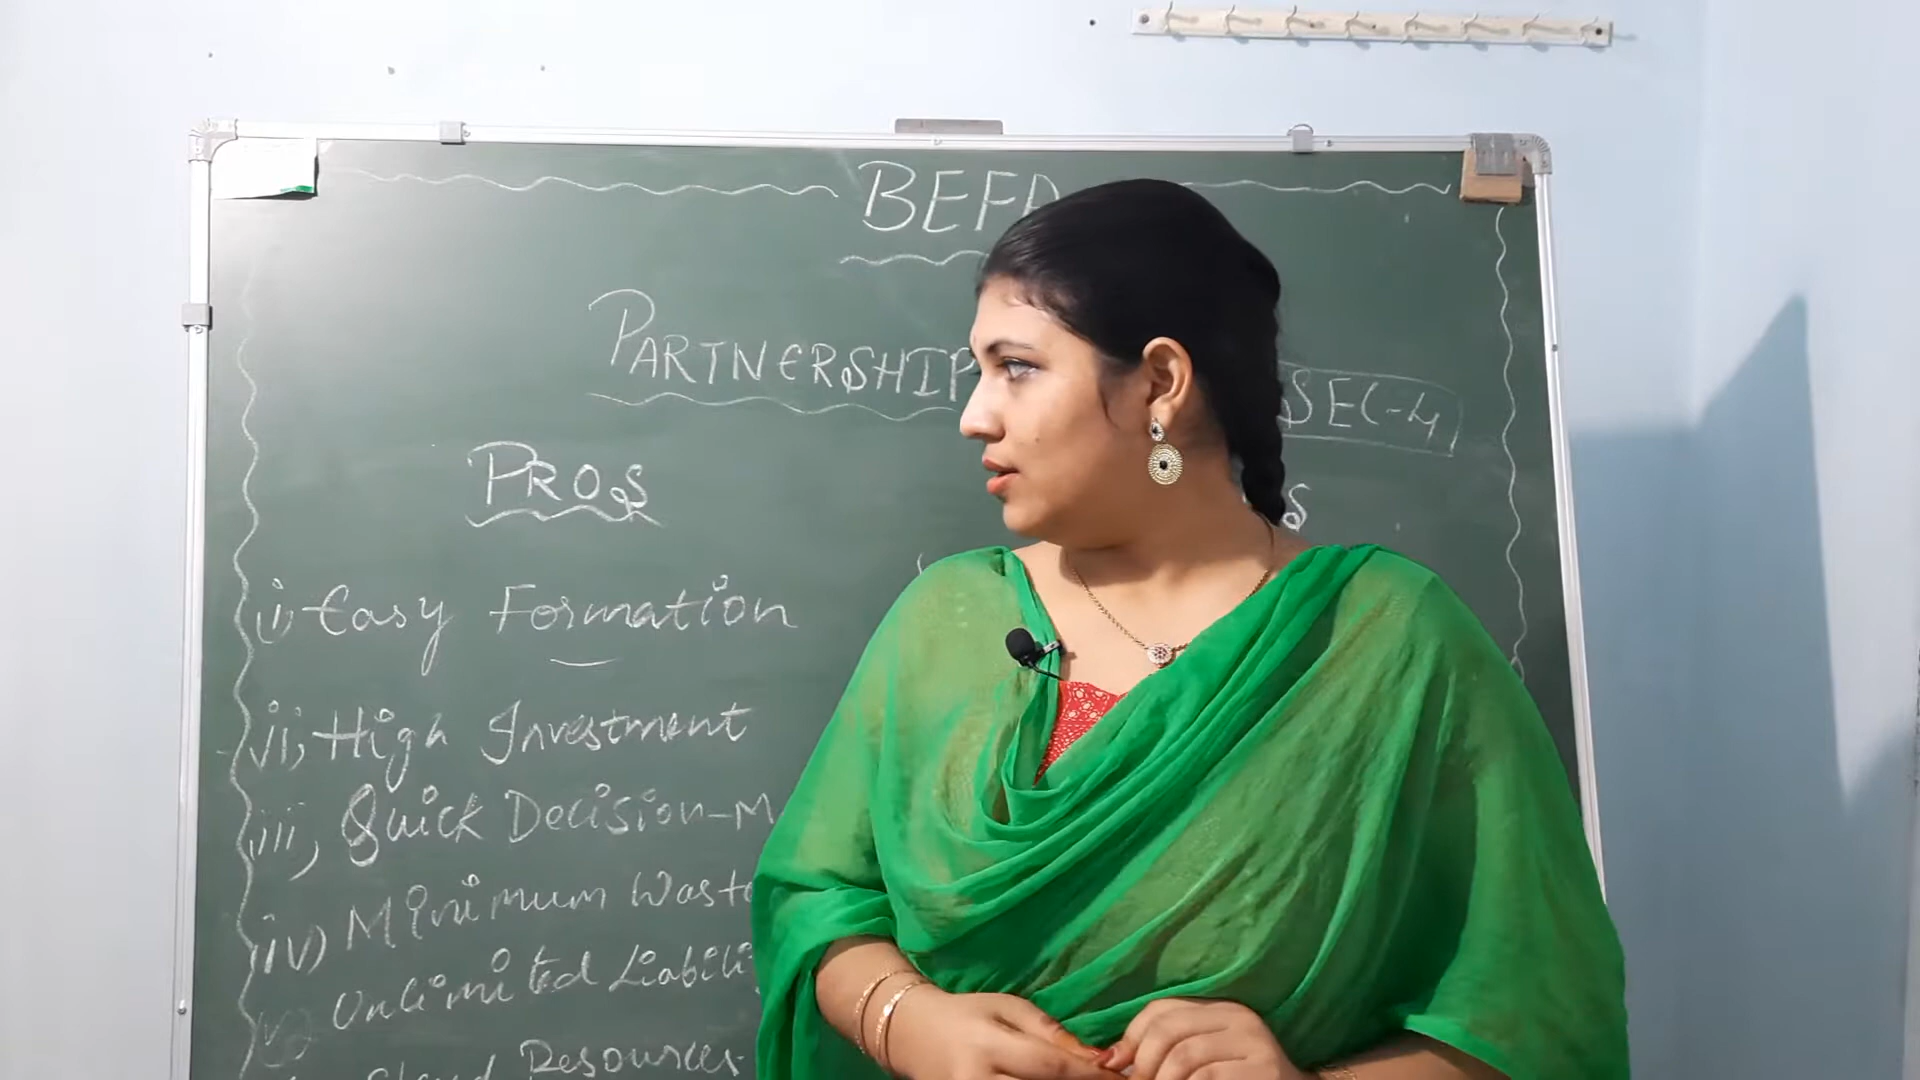 BEFA
PARTNERSHIP
SEC-4
PROS
i) Easy Formation
ii) High Investment
iii) Quick Decision-M
iv) Minimum Waste
v) Unlimited Liabili
Resources